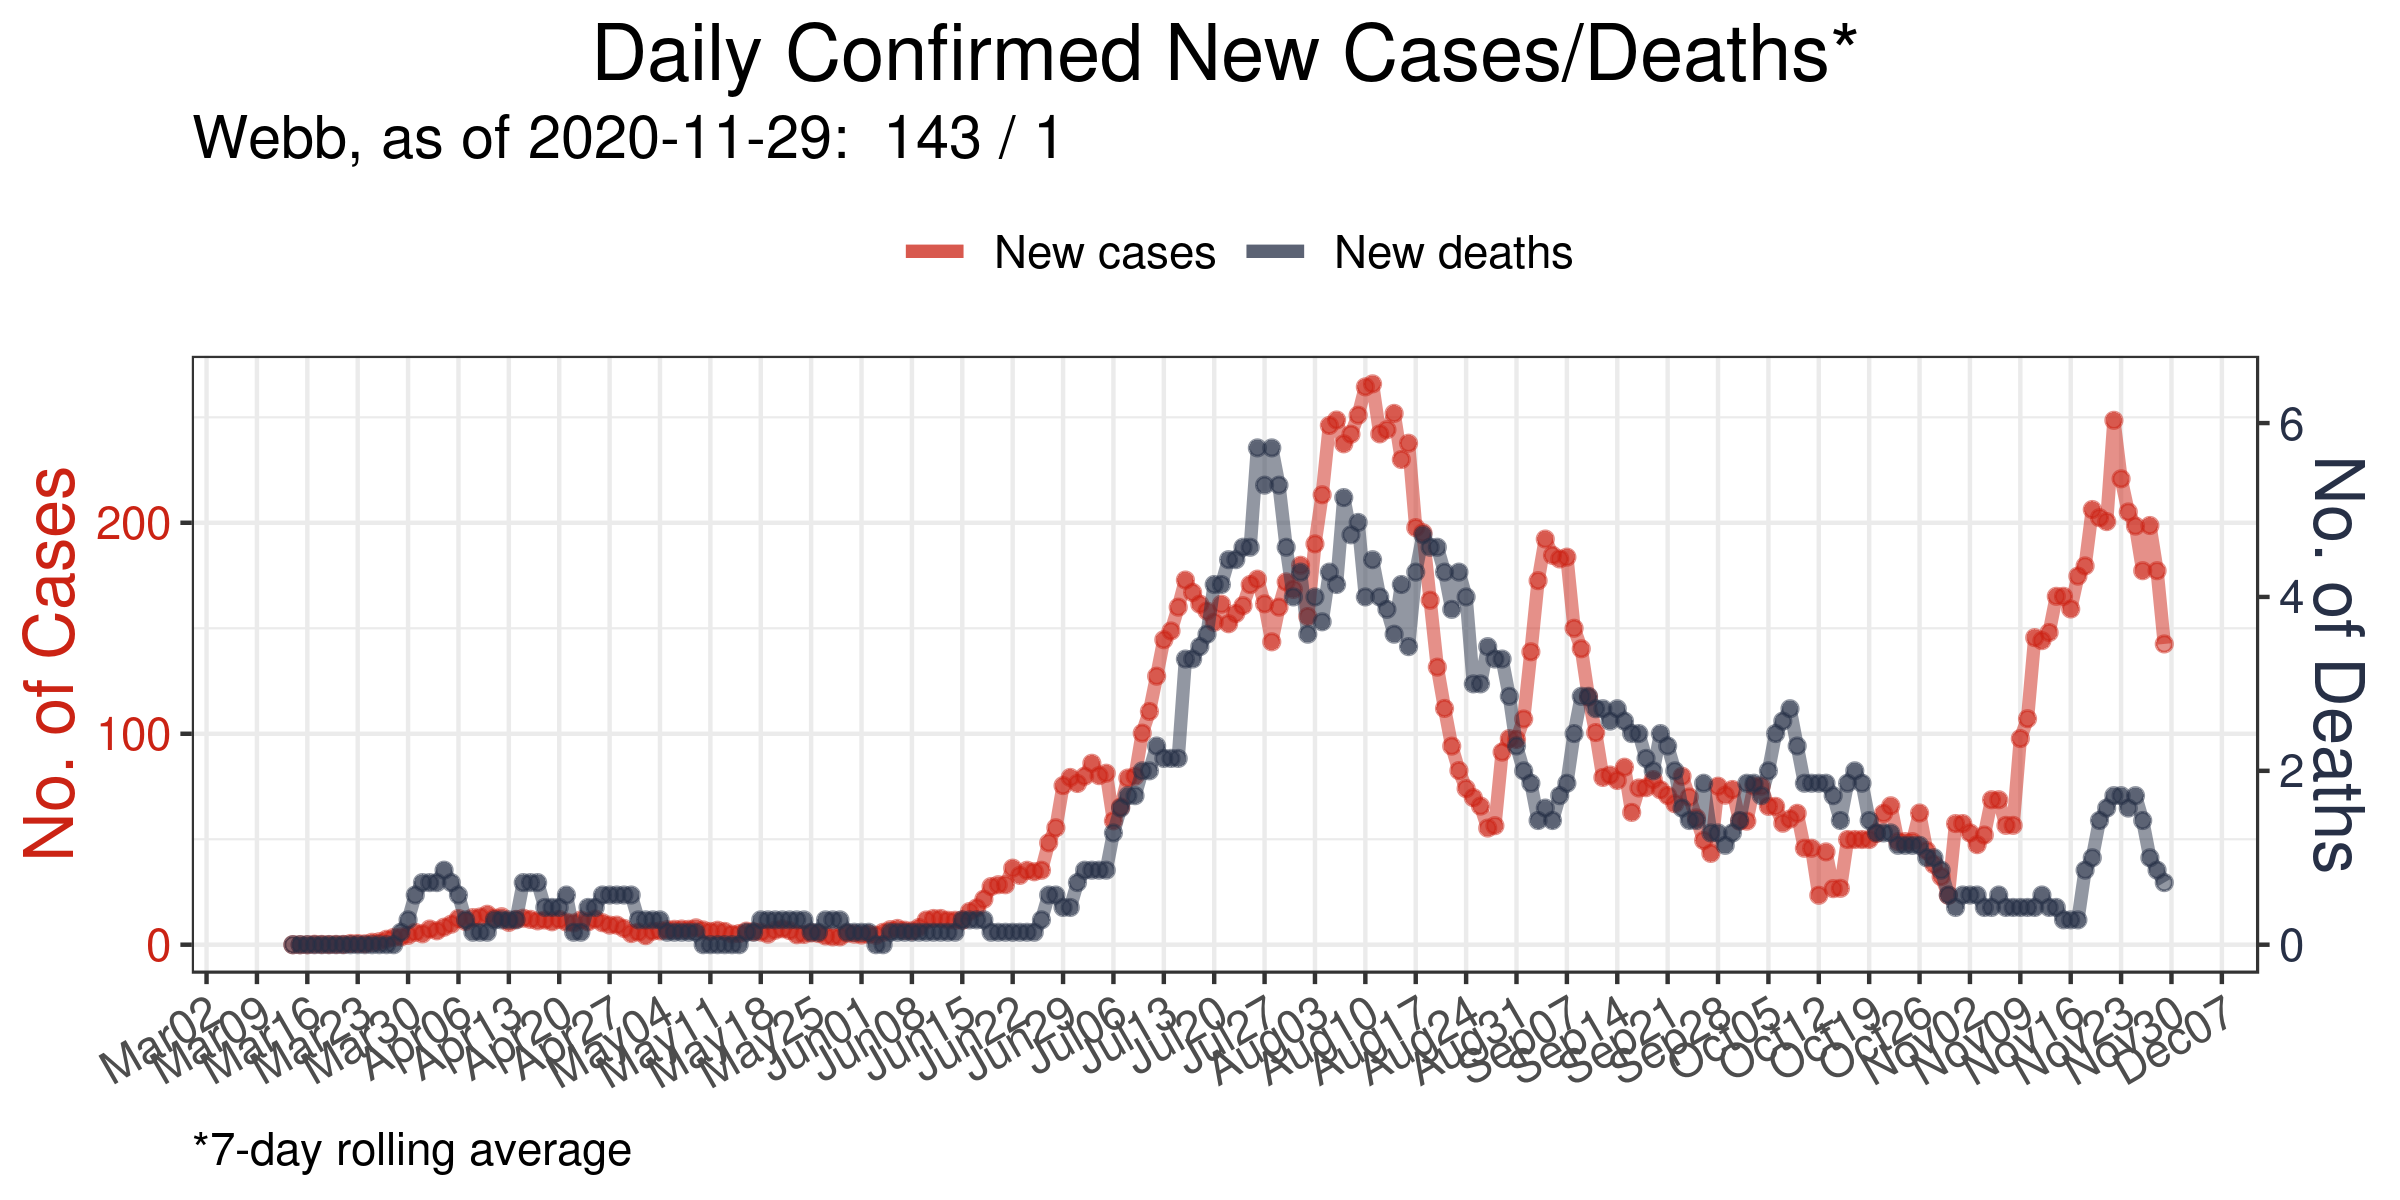 Daily Confirmed New Cases/Deaths*
Webb, as of 2020-11-29:  143 / 1
New cases
New deaths
No. of Cases
200
100
0
6
4
2
0
No. of Deaths
Mar02
Mar09
Mar16
Mar23
Mar30
Apr06
Apr13
Apr20
Apr27
May04
May11
May18
May25
Jun01
Jun08
Jun15
Jun22
Jun29
Jul06
Jul13
Jul20
Jul27
Aug03
Aug10
Aug17
Aug24
Aug31
Sep07
Sep14
Sep21
Sep28
Oct05
Oct12
Oct19
Oct26
Nov02
Nov09
Nov16
Nov23
Nov30
Dec07
*7-day rolling average